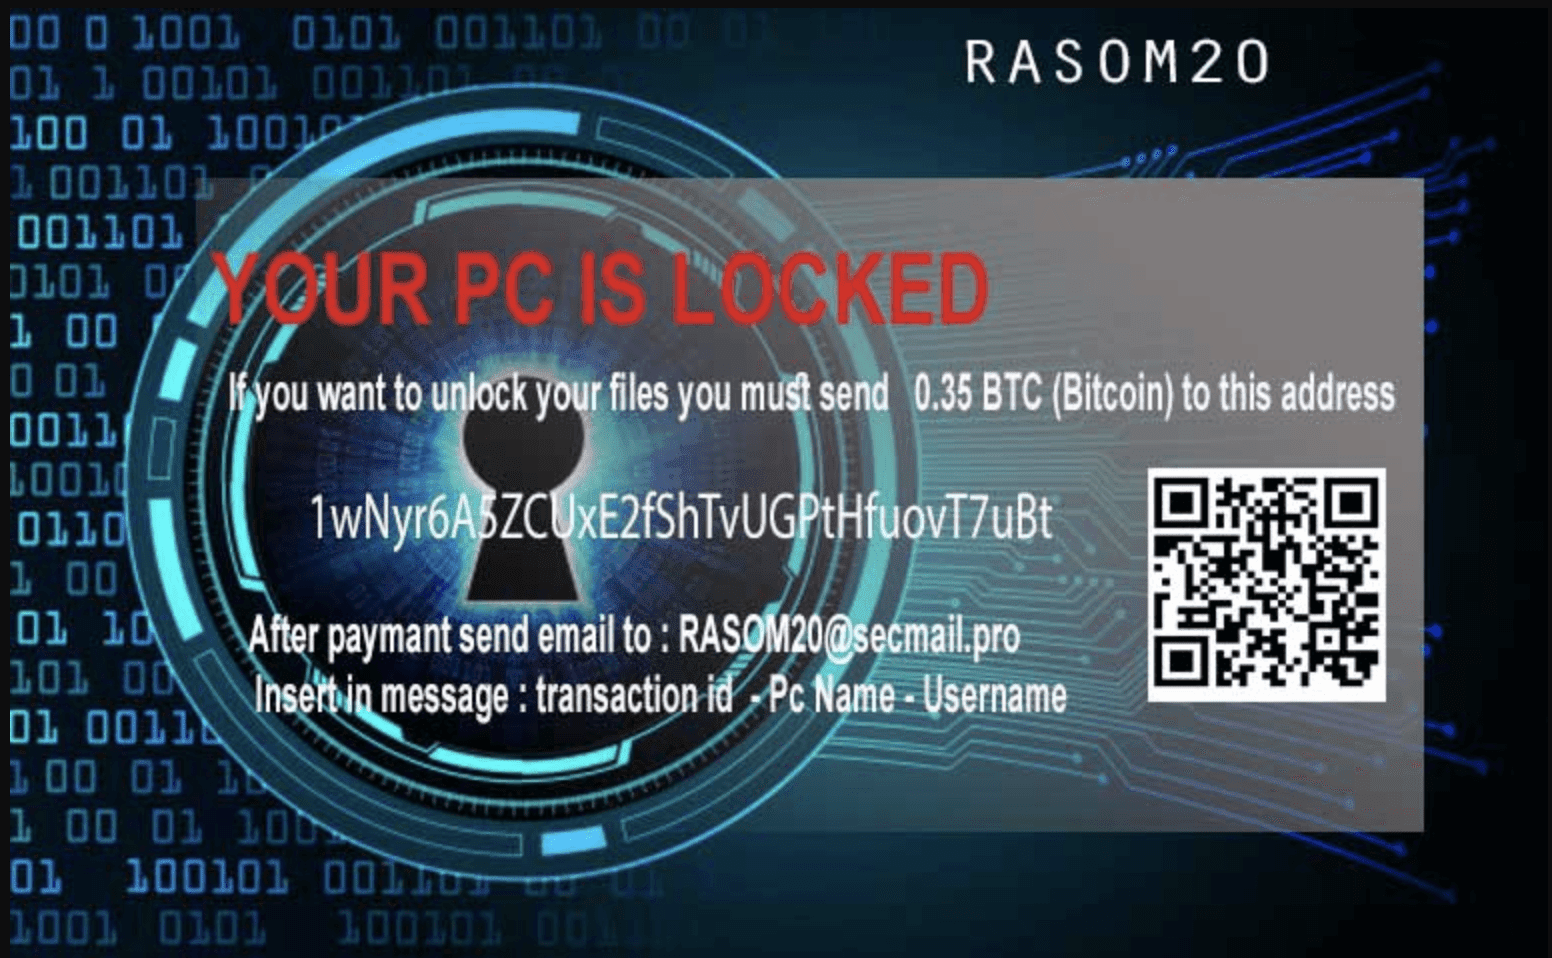 RASOM20
YOUR PC IS LOCKED
If you want to unlock your files you must send 0.35 BTC (Bitcoin) to this address
1wNyr6A5ZCUxE2fShTvUGPtHfuovT7uBt
After paymant send email to : RASOM20@secmail.pro
Insert in message : transaction id - Pc Name - Username